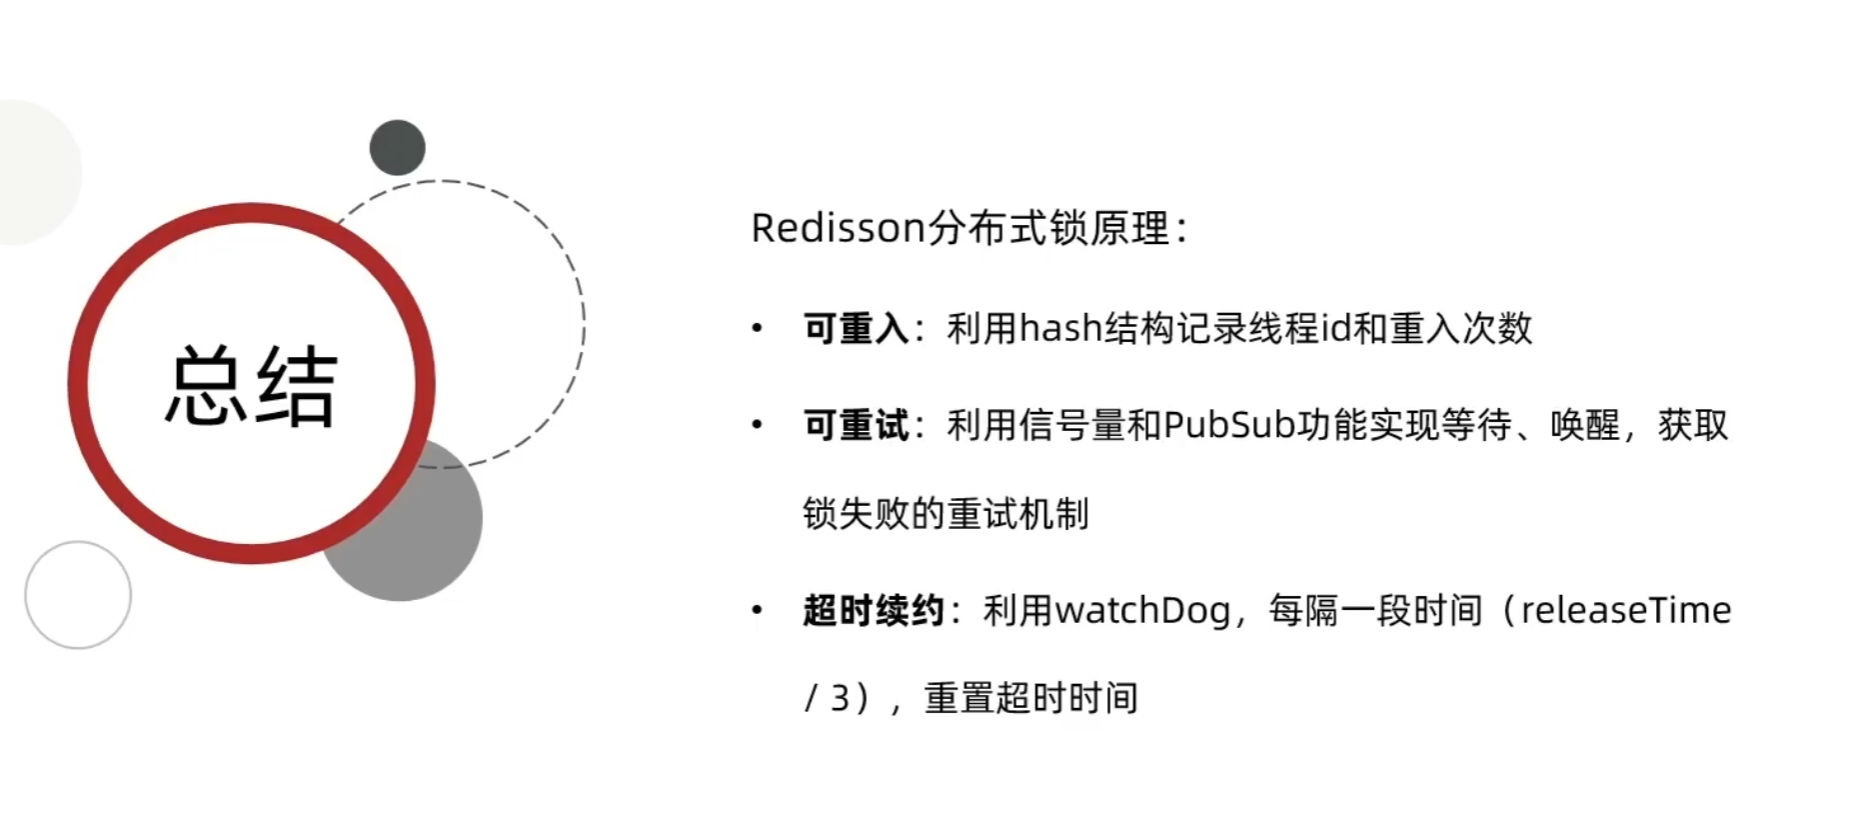 总结
Redisson分布式锁原理：
• 可重入：利用hash结构记录线程id和重入次数
• 可重试：利用信号量和PubSub功能实现等待、唤醒，获取
锁失败的重试机制
• 超时续约：利用watchDog，每隔一段时间（releaseTime
/ 3），重置超时时间